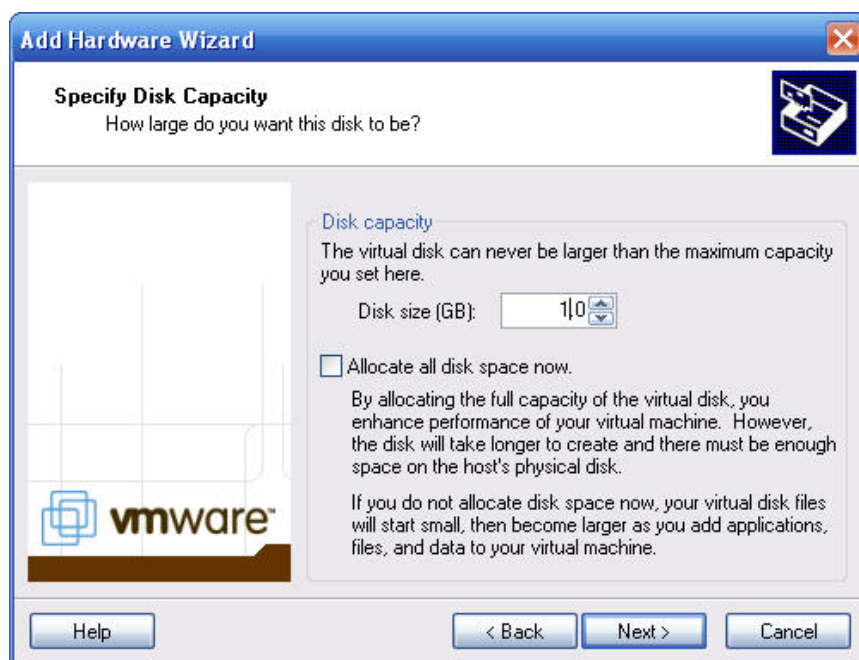 Add Hardware Wizard
Specify Disk Capacity
How large do you want this disk to be?
Disk capacity
The virtual disk can never be larger than the maximum capacity
you set here.
Disk size (GB): 1.0
Allocate all disk space now.
By allocating the full capacity of the virtual disk, you
enhance performance of your virtual machine. However,
the disk will take longer to create and there must be enough
space on the host's physical disk.
If you do not allocate disk space now, your virtual disk files
will start small, then become larger as you add applications,
files, and data to your virtual machine.
vmware™
Help < Back Next > Cancel